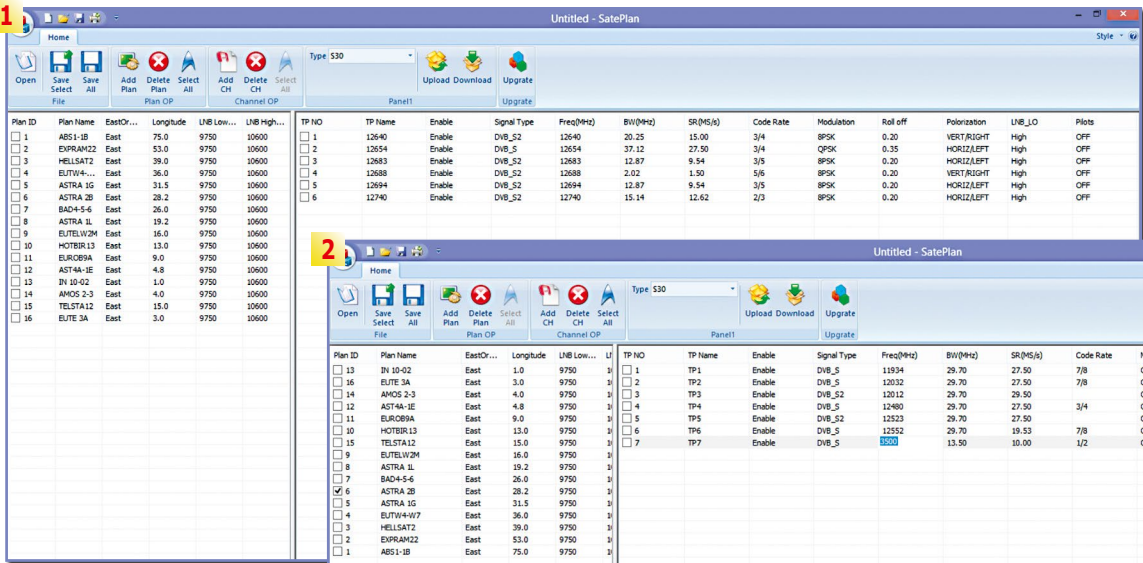 1
Untitled - SatePlan
Home
Style
Open Save Select Save All Add Plan Delete Plan Select All Add CH Delete CH Select All Type S30 Upload Download Upgrate
File Plan OP Channel OP Panel1 Upgrate
Plan ID Plan Name EastOr... Longitude LNB Low... LNB High... TP NO TP Name Enable Signal Type Freq(MHz) BW(MHz) SR(MS/s) Code Rate Modulation Roll off Polorization LNB_LO Pilots
1 ABS1-1B East 75.0 9750 10600 1 12640 Enable DVB_S2 12640 20.25 15.00 3/4 8PSK 0.20 VERT/RIGHT High OFF
2 EXPRAM22 East 53.0 9750 10600 2 12654 Enable DVB_S 12654 37.12 27.50 3/4 QPSK 0.35 HORIZ/LEFT High OFF
3 HELLSAT2 East 39.0 9750 10600 3 12683 Enable DVB_S2 12683 12.87 9.54 3/5 8PSK 0.20 HORIZ/LEFT High OFF
4 EUTW4-... East 36.0 9750 10600 4 12688 Enable DVB_S2 12688 2.02 1.50 5/6 8PSK 0.20 VERT/RIGHT High OFF
5 ASTRA 1G East 31.5 9750 10600 5 12694 Enable DVB_S2 12694 12.87 9.54 3/5 8PSK 0.20 HORIZ/LEFT High OFF
6 ASTRA 2B East 28.2 9750 10600 6 12740 Enable DVB_S2 12740 15.14 12.62 2/3 8PSK 0.20 HORIZ/LEFT High OFF
7 BAD4-5-6 East 26.0 9750 10600
8 ASTRA 1L East 19.2 9750 10600
9 EUTELW2M East 16.0 9750 10600
10 HOTBIR13 East 13.0 9750 10600
11 EUROB9A East 9.0 9750 10600
12 AST4A-1E East 4.8 9750 10600
13 IN 10-02 East 1.0 9750 10600
14 AMOS 2-3 East 4.0 9750 10600
15 TELSTA12 East 15.0 9750 10600
16 EUTE 3A East 3.0 9750 10600
2
Untitled - SatePlan
Home
Open Save Select Save All Add Plan Delete Plan Select All Add CH Delete CH Select All Type S30 Upload Download Upgrate
File Plan OP Channel OP Panel1 Upgrate
Plan ID Plan Name EastOr... Longitude LNB Low... TP NO TP Name Enable Signal Type Freq(MHz) BW(MHz) SR(MS/s) Code Rate
13 IN 10-02 East 1.0 9750 1 TP1 Enable DVB_S 11934 29.70 27.50 7/8
16 EUTE 3A East 3.0 9750 2 TP2 Enable DVB_S 12032 29.70 27.50 7/8
14 AMOS 2-3 East 4.0 9750 3 TP3 Enable DVB_S2 12012 29.90 27.50
12 AST4A-1E East 4.8 9750 4 TP4 Enable DVB_S 12480 29.70 27.50 3/4
11 EUROB9A East 9.0 9750 5 TP5 Enable DVB_S2 12523 29.70 27.50
10 HOTBIR13 East 13.0 9750 6 TP6 Enable DVB_S 12552 29.70 19.53 7/8
15 TELSTA12 East 15.0 9750 7 TP7 Enable DVB_S 3500 13.50 10.00 1/2
9 EUTELW2M East 16.0 9750
8 ASTRA 1L East 19.2 9750
7 BAD4-5-6 East 26.0 9750
6 ASTRA 2B East 28.2 9750
5 ASTRA 1G East 31.5 9750
4 EUTW4-W7 East 36.0 9750
3 HELLSAT2 East 39.0 9750
2 EXPRAM22 East 53.0 9750
1 ABS1-1B East 75.0 9750